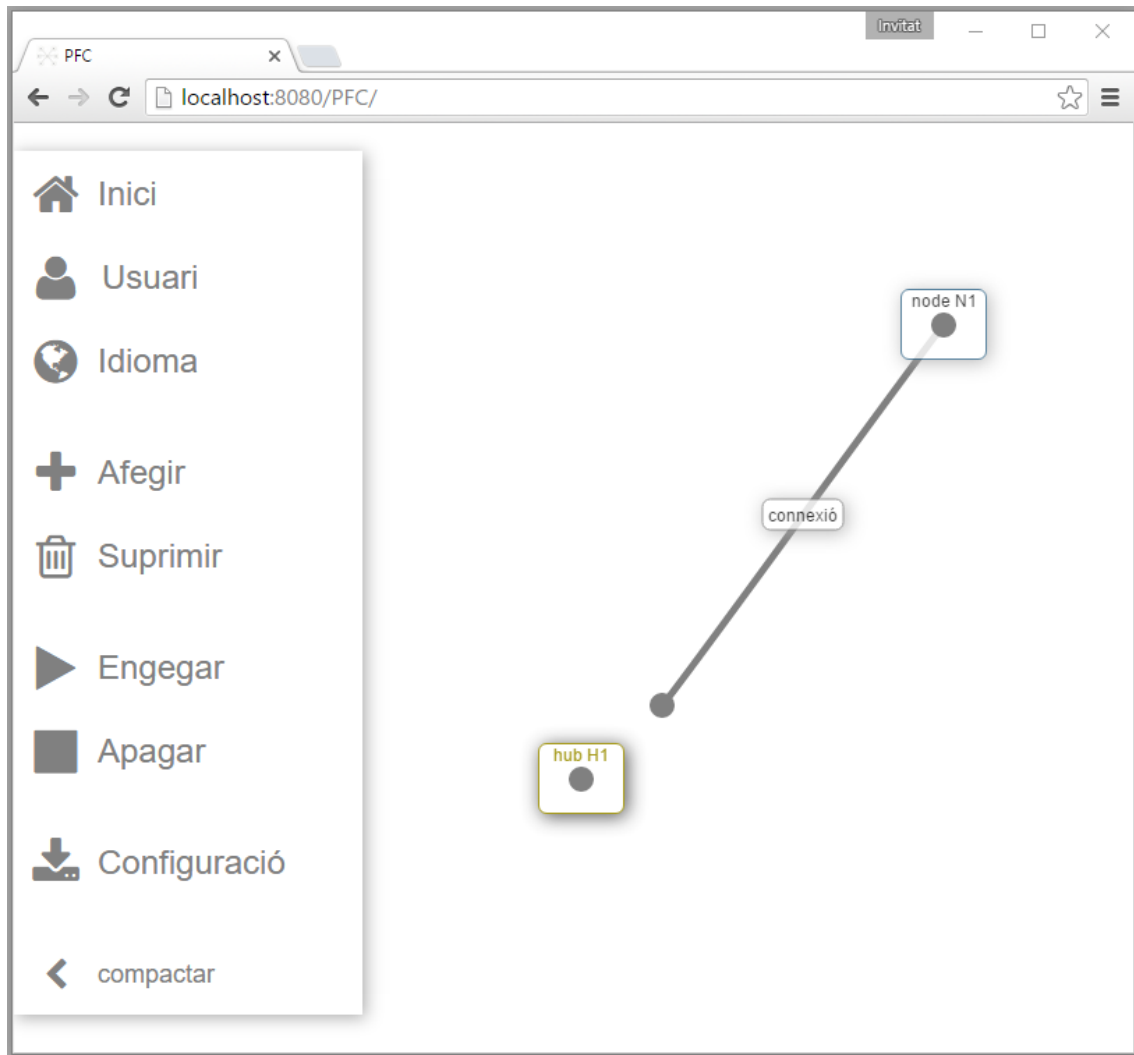 Invitat
PFC
localhost:8080/PFC/
Inici
Usuari
Idioma
Afegir
Suprimir
Engegar
Apagar
Configuració
compactar
node N1
connexió
hub H1